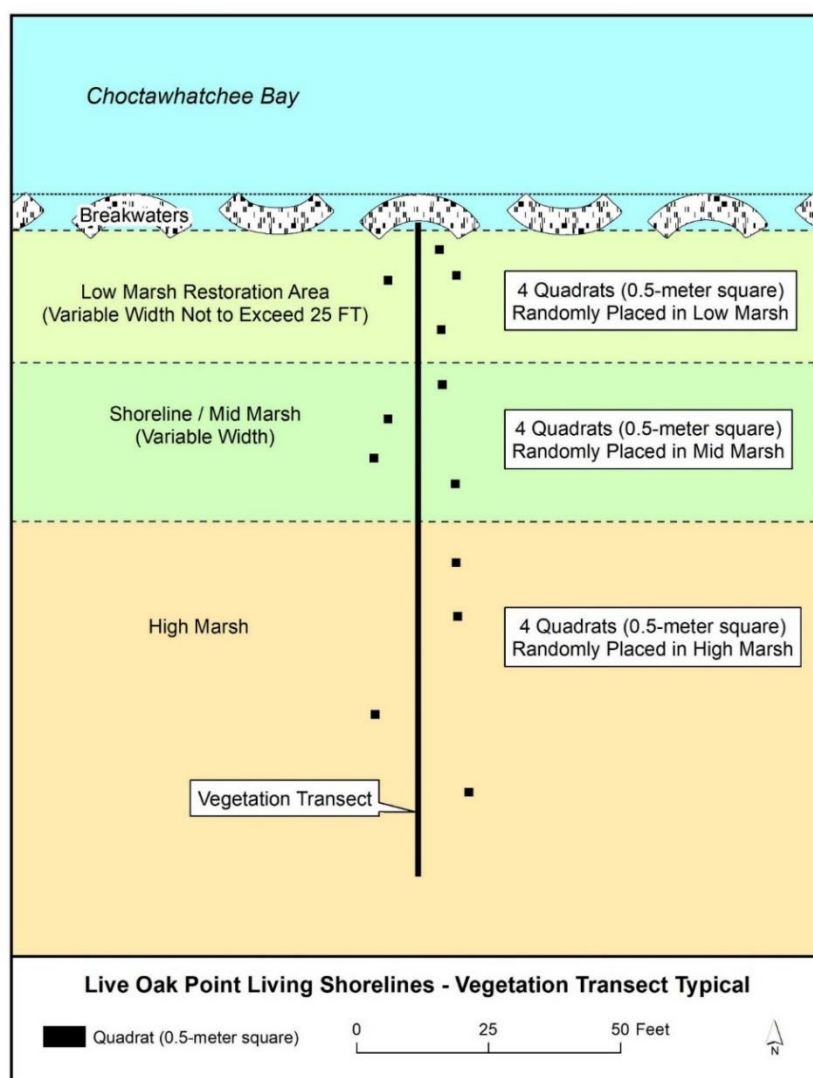 Choctawhatchee Bay
Breakwaters
Low Marsh Restoration Area
(Variable Width Not to Exceed 25 FT)
4 Quadrats (0.5-meter square)
Randomly Placed in Low Marsh
Shoreline / Mid Marsh
(Variable Width)
4 Quadrats (0.5-meter square)
Randomly Placed in Mid Marsh
High Marsh
4 Quadrats (0.5-meter square)
Randomly Placed in High Marsh
Vegetation Transect
Live Oak Point Living Shorelines - Vegetation Transect Typical
Quadrat (0.5-meter square)
0 25 50 Feet
N